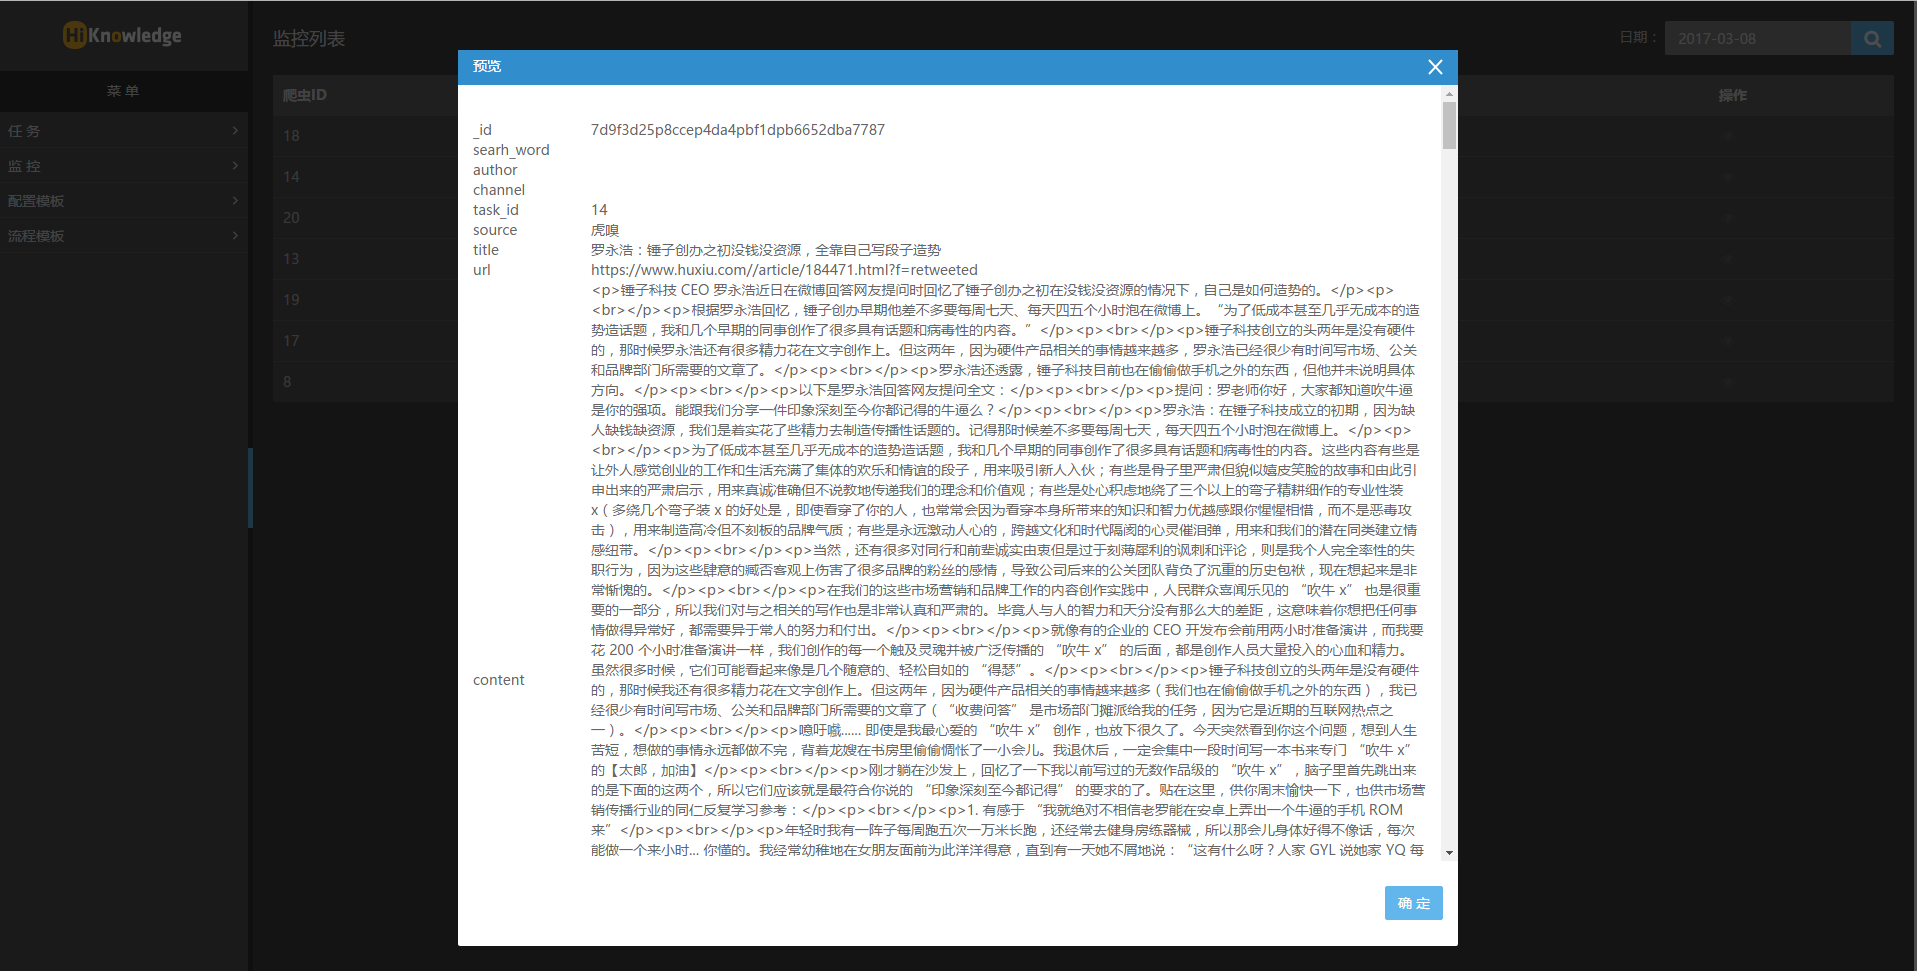 HiKnowledge
菜 单
任 务
监 控
配置模板
流程模板
监控列表
日期：
2017-03-08
爬虫ID
操作
18
14
20
13
19
17
8
预览
_id 7d9f3d25p8ccep4da4pbf1dpb6652dba7787
searh_word
author
channel
task_id 14
source 虎嗅
title 罗永浩：锤子创办之初没钱没资源，全靠自己写段子造势
url https://www.huxiu.com//article/184471.html?f=retweeted
content
<p>锤子科技 CEO 罗永浩近日在微博回答网友提问时回忆了锤子创办之初在没钱没资源的情况下，自己是如何造势的。</p><p>
<br></p><p>根据罗永浩回忆，锤子创办早期他差不多要每周七天、每天四五个小时泡在微博上。“为了低成本甚至几乎无成本的造
势造话题，我和几个早期的同事创作了很多具有话题和病毒性的内容。”</p><p><br></p><p>锤子科技创立的头两年是没有硬件
的，那时候罗永浩还有很多精力花在文字创作上。但这两年，因为硬件产品相关的事情越来越多，罗永浩已经很少有时间写市场、公关
和品牌部门所需要的文章了。</p><p><br></p><p>罗永浩还透露，锤子科技目前也在偷偷做手机之外的东西，但他并未说明具体
方向。</p><p><br></p><p>以下是罗永浩回答网友提问全文：</p><p><br></p><p>提问：罗老师你好，大家都知道吹牛逼
是你的强项。能跟我们分享一件印象深刻至今你都记得的牛逼么？</p><p><br></p><p>罗永浩：在锤子科技成立的初期，因为缺
人缺钱缺资源，我们是着实花了些精力去制造传播性话题的。记得那时候差不多要每周七天，每天四五个小时泡在微博上。</p><p>
<br></p><p>为了低成本甚至几乎无成本的造势造话题，我和几个早期的同事创作了很多具有话题和病毒性的内容。这些内容有些是
让外人感觉创业的工作和生活充满了集体的欢乐和情谊的段子，用来吸引新人入伙；有些是骨子里严肃但貌似嬉皮笑脸的故事和由此引
申出来的严肃启示，用来真诚准确但不说教地传递我们的理念和价值观；有些是处心积虑地绕了三个以上的弯子精耕细作的专业性装
x（多绕几个弯子装 x 的好处是，即使看穿了你的人，也常常会因为看穿本身所带来的知识和智力优越感跟你惺惺相惜，而不是恶毒攻
击），用来制造高冷但不刻板的品牌气质；有些是永远激动人心的，跨越文化和时代隔阂的心灵催泪弹，用来和我们的潜在同类建立情
感纽带。</p><p><br></p><p>当然，还有很多对同行和前辈诚实由衷但是过于刻薄犀利的讽刺和评论，则是我个人完全率性的失
职行为，因为这些肆意的臧否客观上伤害了很多品牌的粉丝的感情，导致公司后来的公关团队背负了沉重的历史包袱，现在想起来是非
常惭愧的。</p><p><br></p><p>在我们的这些市场营销和品牌工作的内容创作实践中，人民群众喜闻乐见的 “吹牛 x” 也是很重
要的一部分，所以我们对与之相关的写作也是非常认真和严肃的。毕竟人与人的智力和天分没有那么大的差距，这意味着你想把任何事
情做得异常好，都需要异于常人的努力和付出。</p><p><br></p><p>就像有的企业的 CEO 开发布会前用两小时准备演讲，而我要
花 200 个小时准备演讲一样，我们创作的每一个触及灵魂并被广泛传播的 “吹牛 x” 的后面，都是创作人员大量投入的心血和精力。
虽然很多时候，它们可能看起来像是几个随意的、轻松自如的 “得瑟”。</p><p><br></p><p>锤子科技创立的头两年是没有硬件
的，那时候我还有很多精力花在文字创作上。但这两年，因为硬件产品相关的事情越来越多（我们也在偷偷做手机之外的东西），我已
经很少有时间写市场、公关和品牌部门所需要的文章了（ “收费问答” 是市场部门摊派给我的任务，因为它是近期的互联网热点之
一）。</p><p><br></p><p>噫吁嚱...... 即使是我最心爱的 “吹牛 x” 创作，也放下很久了。今天突然看到你这个问题，想到人生
苦短，想做的事情永远都做不完，背着龙嫂在书房里偷偷惆怅了一小会儿。我退休后，一定会集中一段时间写一本书来专门 “吹牛 x”
的【太郎，加油】</p><p><br></p><p>刚才躺在沙发上，回忆了一下我以前写过的无数作品级的 “吹牛 x”，脑子里首先跳出来
的是下面的这两个，所以它们应该就是最符合你说的 “印象深刻至今都记得” 的要求的了。贴在这里，供你周末愉快一下，也供市场营
销传播行业的同仁反复学习参考：</p><p><br></p><p>1. 有感于 “我就绝对不相信老罗能在安卓上弄出一个牛逼的手机 ROM
来”</p><p><br></p><p>年轻时我有一阵子每周跑五次一万米长跑，还经常去健身房练器械，所以那会儿身体好得不像话，每次
能做一个来小时... 你懂的。我经常幼稚地在女朋友面前为此洋洋得意，直到有一天她不屑地说：“这有什么呀？人家 GYL 说她家 YQ 每
确 定